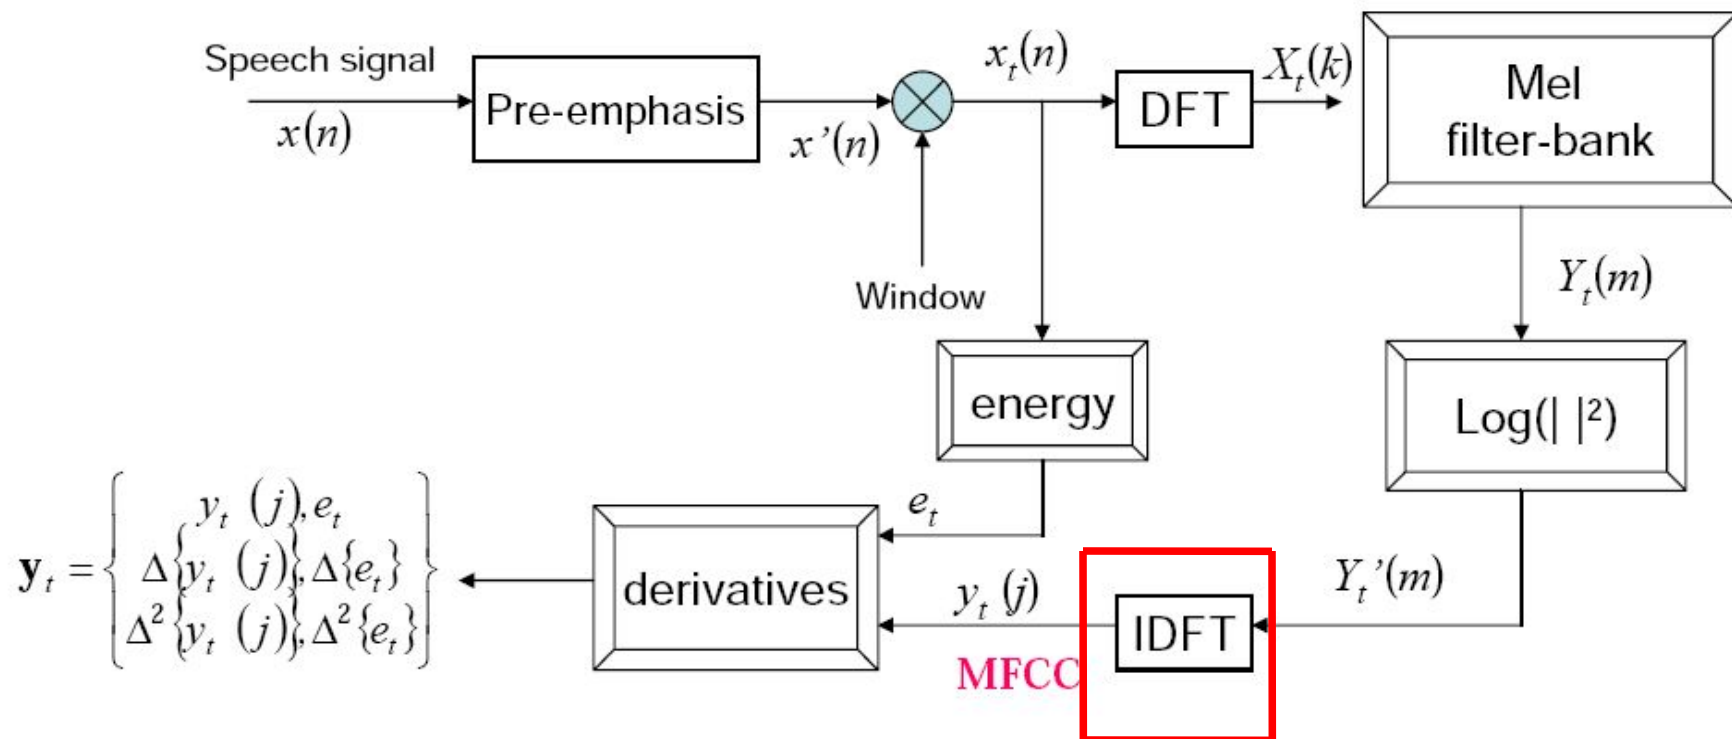 Speech signal
x(n)
Pre-emphasis
x’(n)
Window
x_t(n)
DFT
X_t(k)
Mel
filter-bank
Y_t(m)
Log(| |²)
Y_t’(m)
IDFT
y_t (j)
MFCC
energy
e_t
derivatives
y_t = { y_t (j), e_t
Δ{y_t (j)}, Δ{e_t}
Δ²{y_t (j)}, Δ²{e_t} }